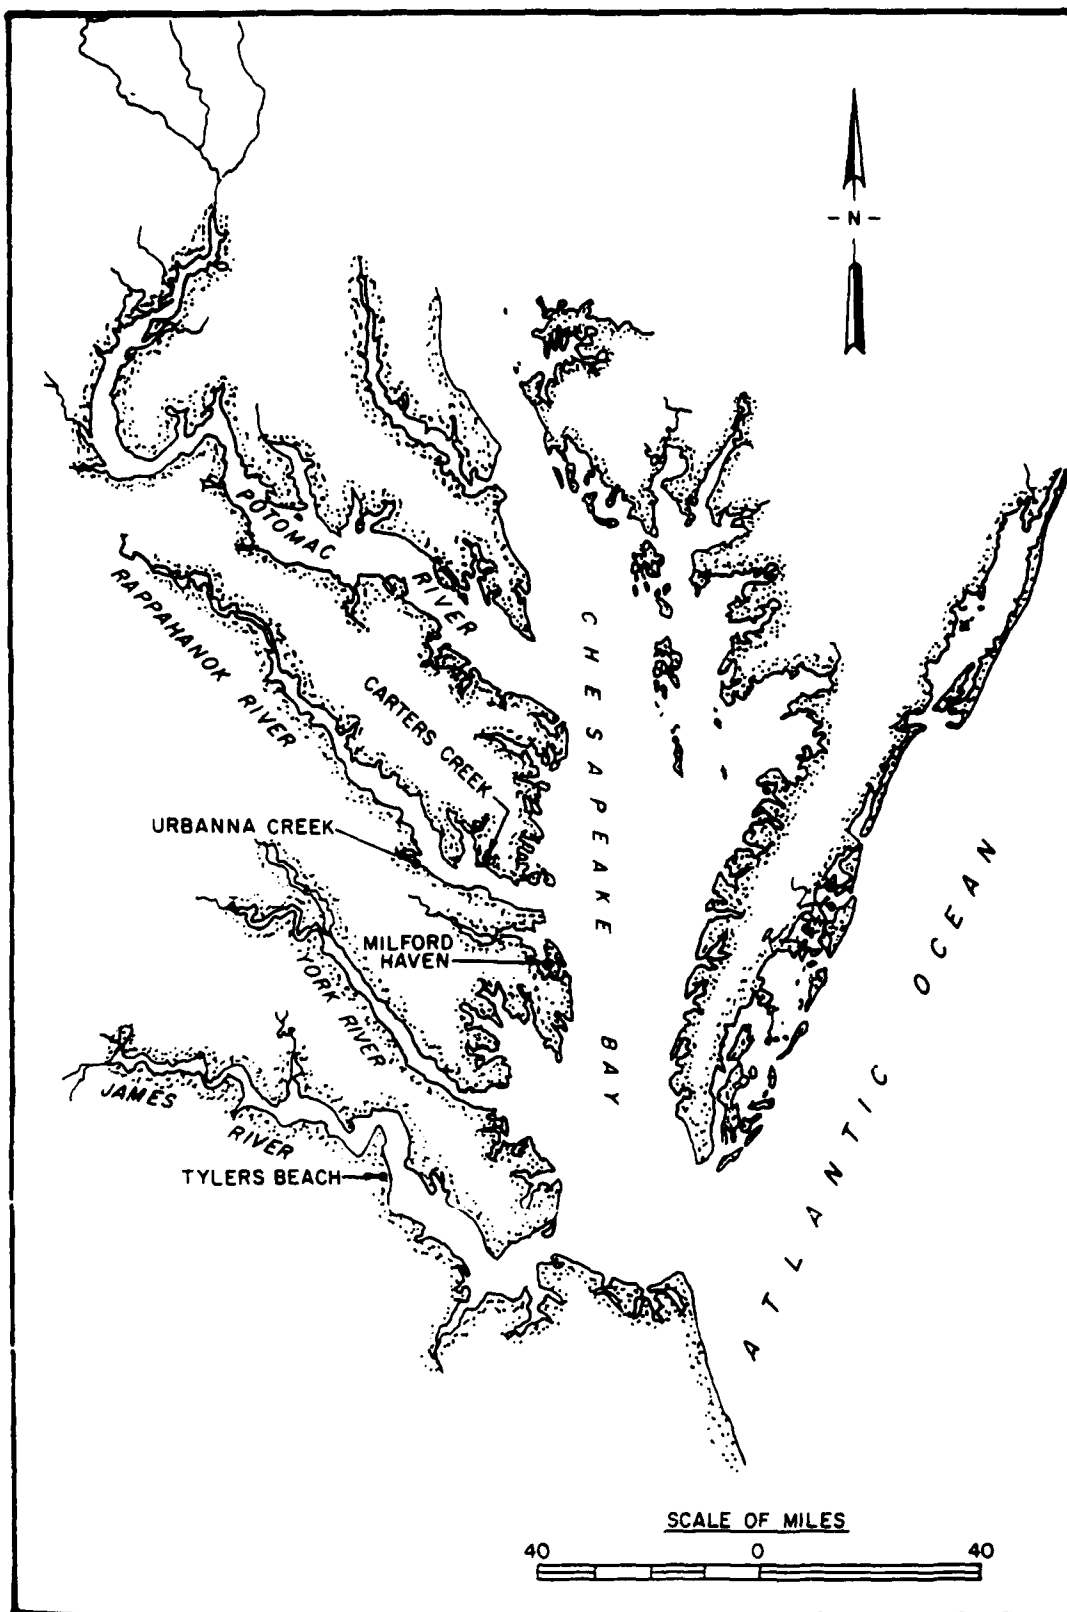 - N -
POTOMAC
RIVER
RAPPAHANOK
RIVER
CARTERS CREEK
CHESAPEAKE
BAY
URBANNA CREEK
MILFORD
HAVEN
YORK RIVER
JAMES
RIVER
TYLERS BEACH
ATLANTIC OCEAN
SCALE OF MILES
40 0 40